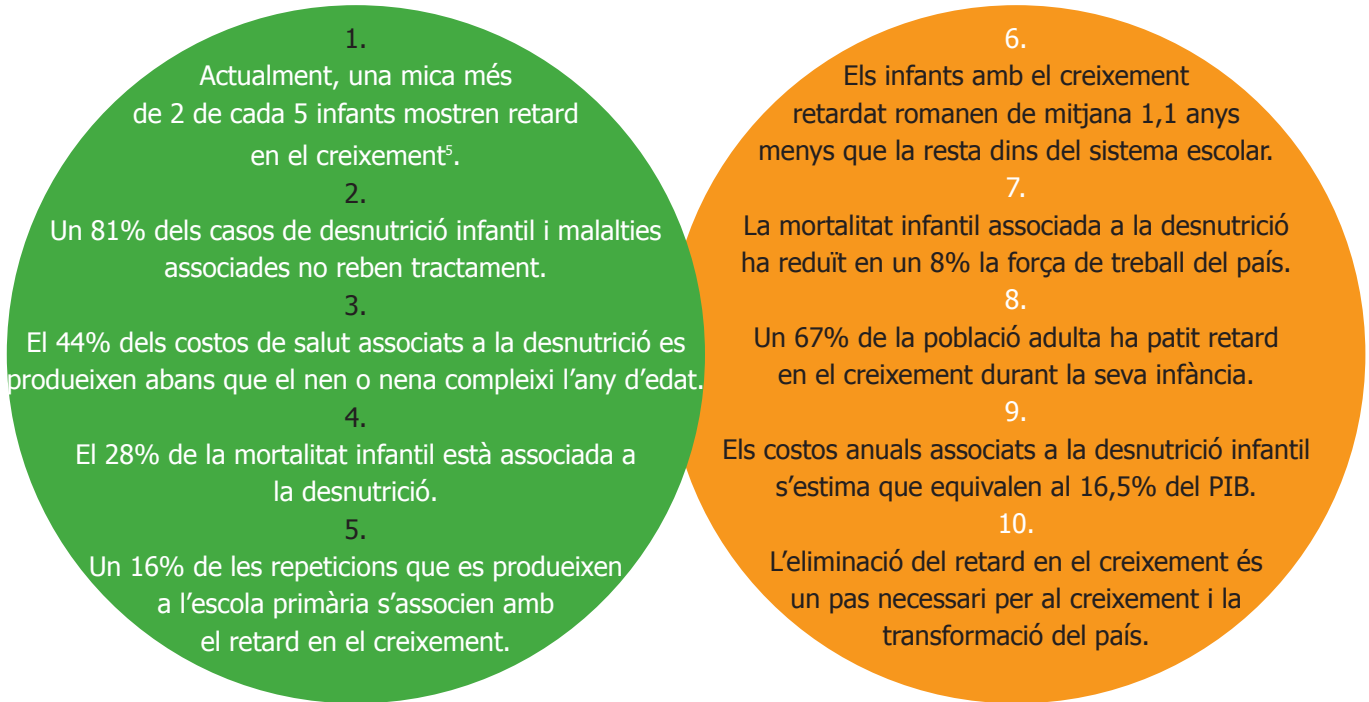 1.
Actualment, una mica més
de 2 de cada 5 infants mostren retard
en el creixement⁵.
2.
Un 81% dels casos de desnutrició infantil i malalties
associades no reben tractament.
3.
El 44% dels costos de salut associats a la desnutrició es
produeixen abans que el nen o nena compleixi l’any d’edat.
4.
El 28% de la mortalitat infantil està associada a
la desnutrició.
5.
Un 16% de les repeticions que es produeixen
a l’escola primària s’associen amb
el retard en el creixement.
6.
Els infants amb el creixement
retardat romanen de mitjana 1,1 anys
menys que la resta dins del sistema escolar.
7.
La mortalitat infantil associada a la desnutrició
ha reduït en un 8% la força de treball del país.
8.
Un 67% de la població adulta ha patit retard
en el creixement durant la seva infància.
9.
Els costos anuals associats a la desnutrició infantil
s’estima que equivalen al 16,5% del PIB.
10.
L’eliminació del retard en el creixement és
un pas necessari per al creixement i la
transformació del país.